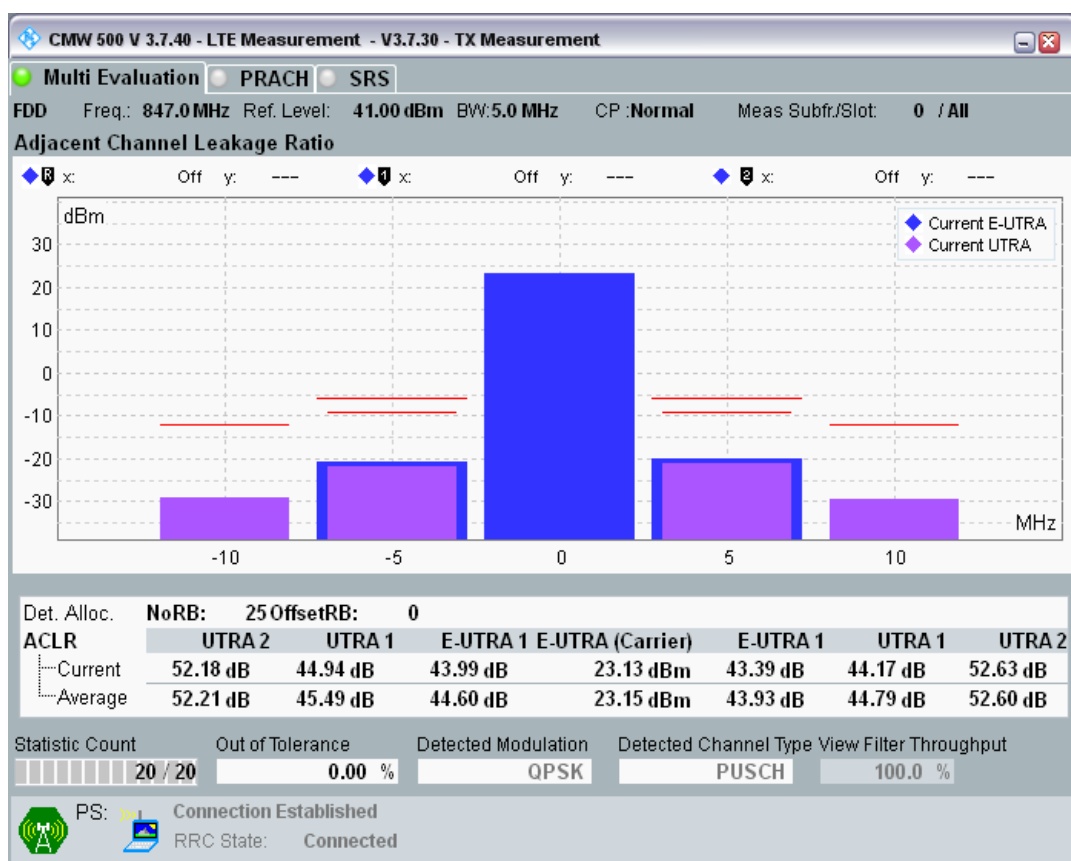 CMW 500 V 3.7.40 - LTE Measurement - V3.7.30 - TX Measurement
Multi Evaluation PRACH SRS
FDD Freq.: 847.0 MHz Ref. Level: 41.00 dBm BW:5.0 MHz CP :Normal Meas Subfr./Slot: 0 / All
Adjacent Channel Leakage Ratio
R x: Off y: --- 1 x: Off y: --- 2 x: Off y: ---
dBm
Current E-UTRA
Current UTRA
30
20
10
0
-10
-20
-30
MHz
-10 -5 0 5 10
Det. Alloc. NoRB: 25 OffsetRB: 0
ACLR UTRA 2 UTRA 1 E-UTRA 1 E-UTRA (Carrier) E-UTRA 1 UTRA 1 UTRA 2
Current 52.18 dB 44.94 dB 43.99 dB 23.13 dBm 43.39 dB 44.17 dB 52.63 dB
Average 52.21 dB 45.49 dB 44.60 dB 23.15 dBm 43.93 dB 44.79 dB 52.60 dB
Statistic Count Out of Tolerance Detected Modulation Detected Channel Type View Filter Throughput
20 / 20 0.00 % QPSK PUSCH 100.0 %
PS: Connection Established
RRC State: Connected